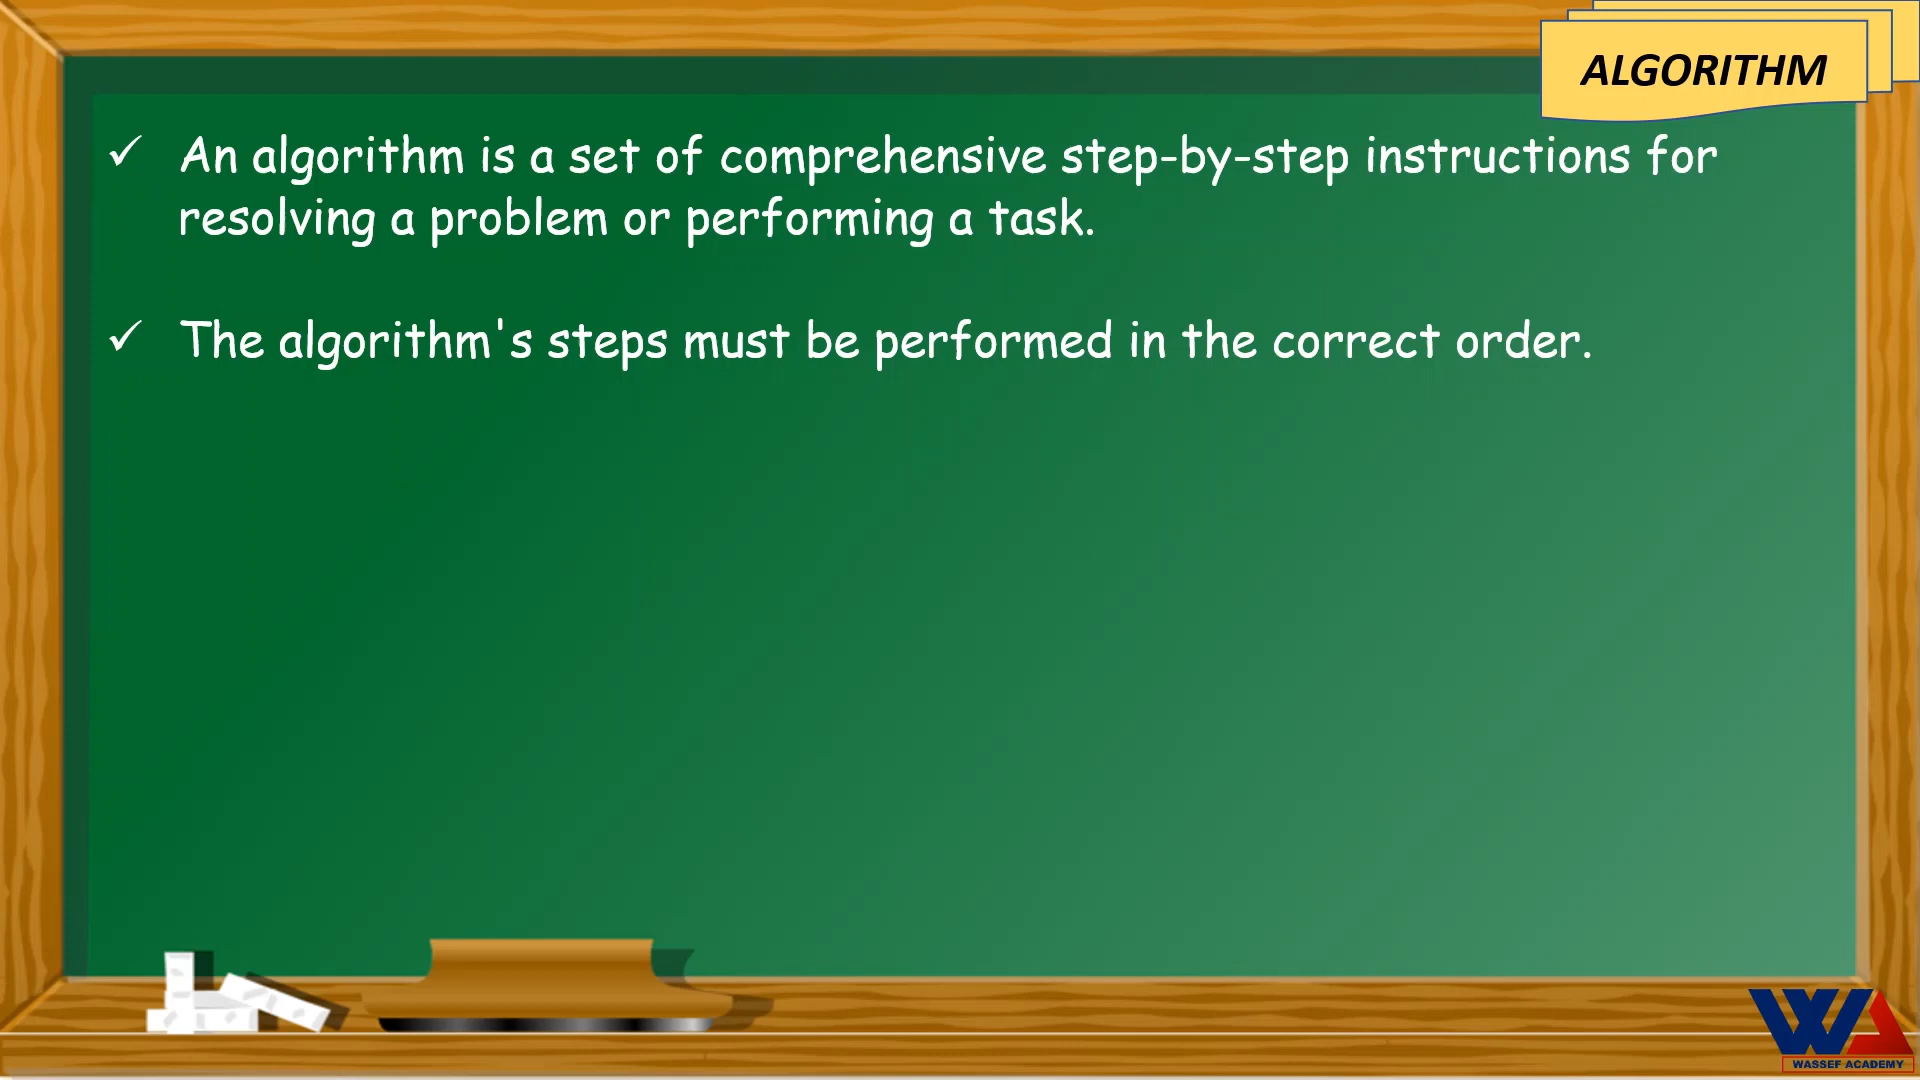 ALGORITHM
✓ An algorithm is a set of comprehensive step-by-step instructions for
resolving a problem or performing a task.
✓ The algorithm's steps must be performed in the correct order.
WA
WASSEF ACADEMY